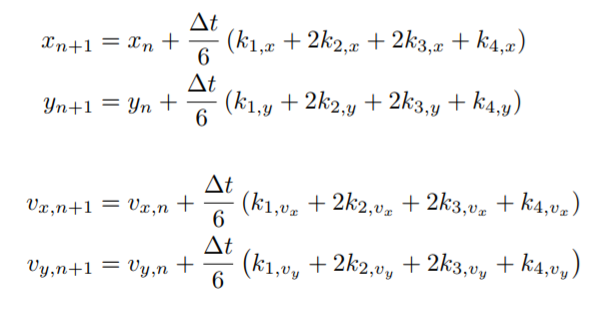 x_{n+1} = x_n + \frac{\Delta t}{6} (k_{1,x} + 2k_{2,x} + 2k_{3,x} + k_{4,x})
y_{n+1} = y_n + \frac{\Delta t}{6} (k_{1,y} + 2k_{2,y} + 2k_{3,y} + k_{4,y})
v_{x,n+1} = v_{x,n} + \frac{\Delta t}{6} (k_{1,v_x} + 2k_{2,v_x} + 2k_{3,v_x} + k_{4,v_x})
v_{y,n+1} = v_{y,n} + \frac{\Delta t}{6} (k_{1,v_y} + 2k_{2,v_y} + 2k_{3,v_y} + k_{4,v_y})